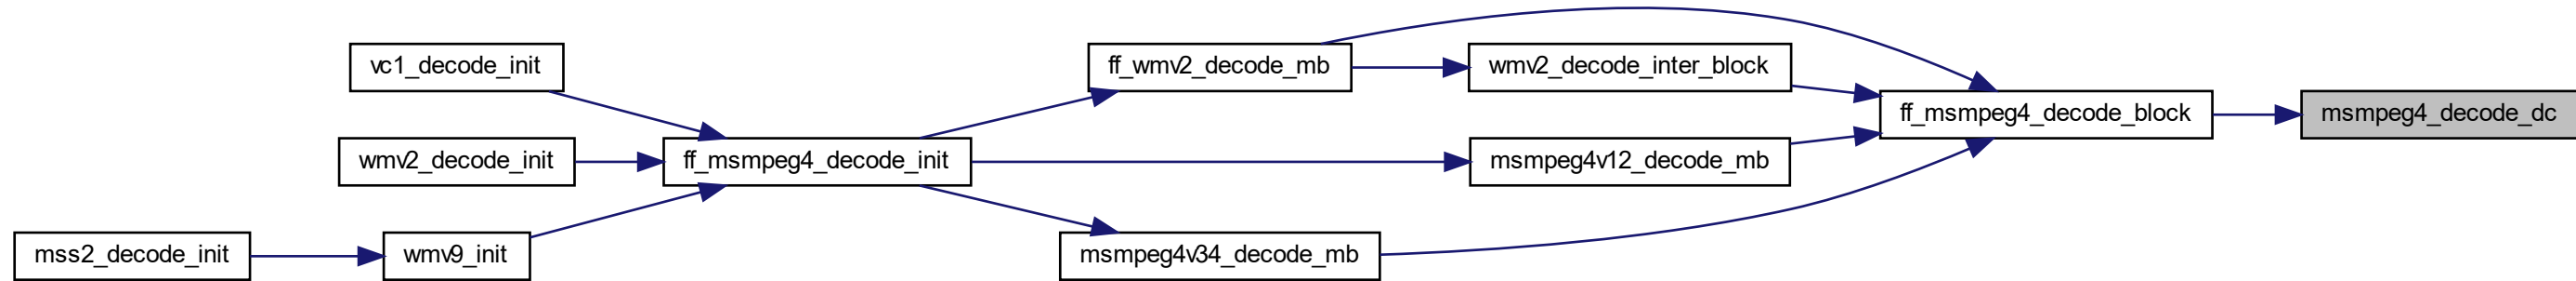 vc1_decode_init
wmv2_decode_init
mss2_decode_init
wmv9_init
ff_msmpeg4_decode_init
ff_wmv2_decode_mb
wmv2_decode_inter_block
msmpeg4v12_decode_mb
msmpeg4v34_decode_mb
ff_msmpeg4_decode_block
msmpeg4_decode_dc